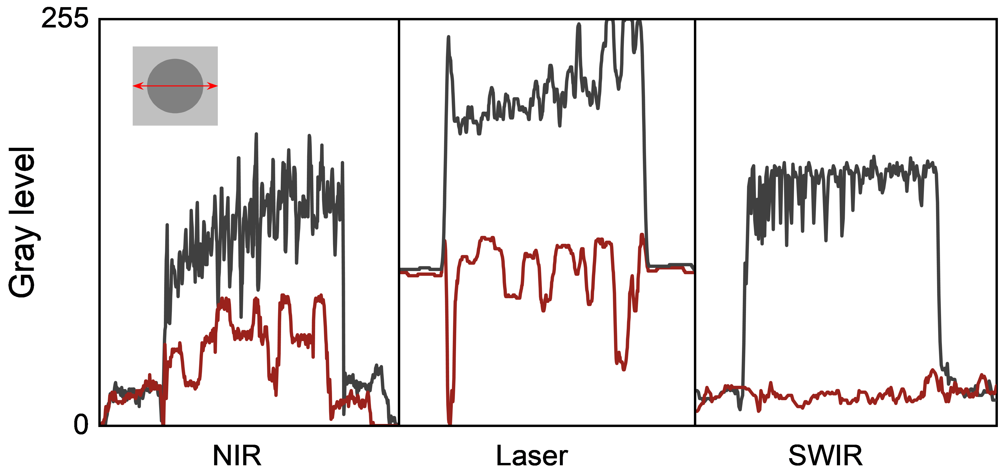 255
Gray level
0
NIR
Laser
SWIR